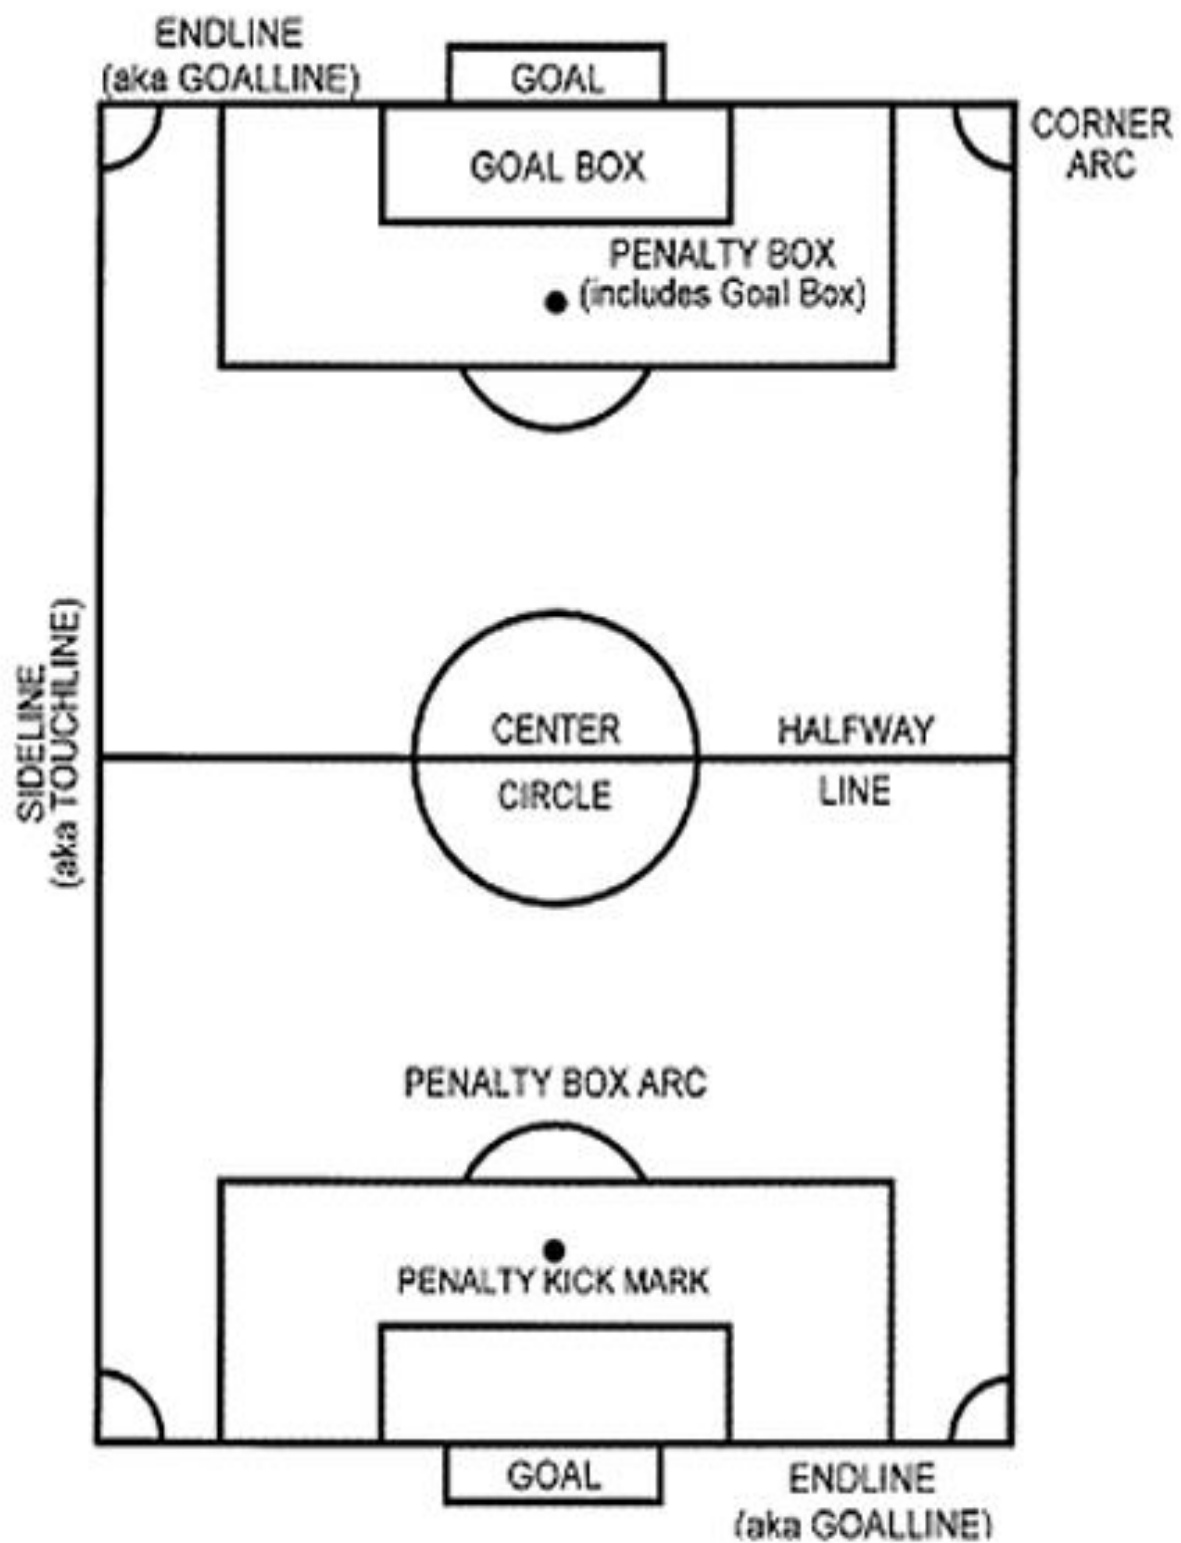 ENDLINE
(aka GOALLINE)
GOAL
CORNER
ARC
GOAL BOX
PENALTY BOX
(includes Goal Box)
SIDELINE
(aka TOUCHLINE)
CENTER
CIRCLE
HALFWAY
LINE
PENALTY BOX ARC
PENALTY KICK MARK
GOAL
ENDLINE
(aka GOALLINE)